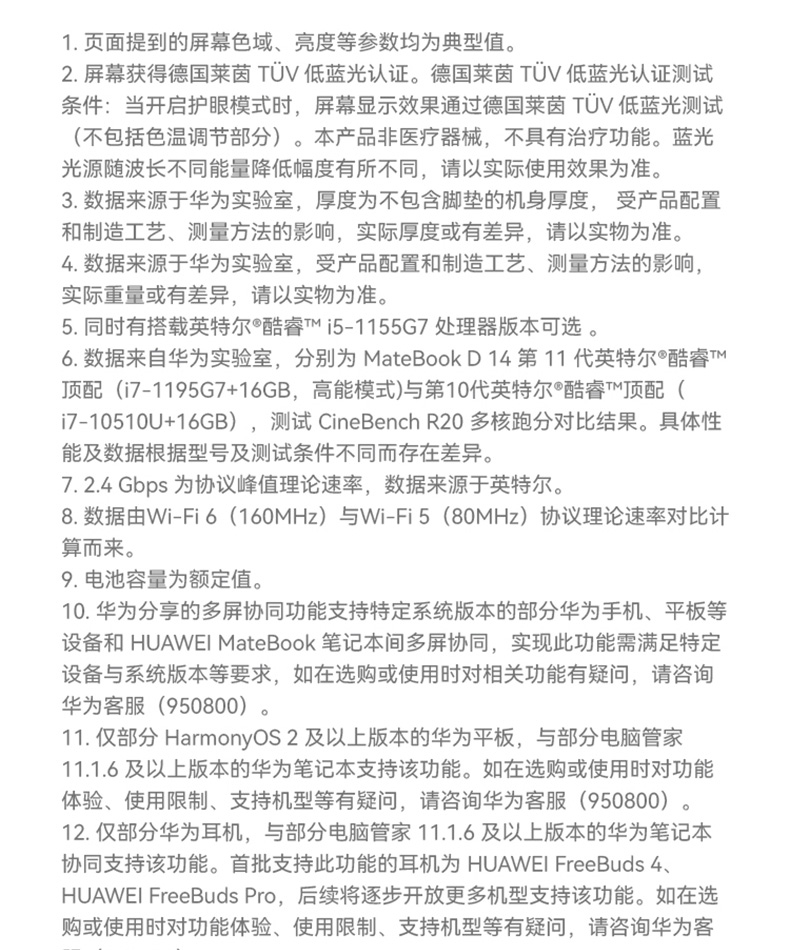 1. 页面提到的屏幕色域、亮度等参数均为典型值。
2. 屏幕获得德国莱茵 TÜV 低蓝光认证。德国莱茵 TÜV 低蓝光认证测试
条件：当开启护眼模式时，屏幕显示效果通过德国莱茵 TÜV 低蓝光测试
（不包括色温调节部分）。本产品非医疗器械，不具有治疗功能。蓝光
光源随波长不同能量降低幅度有所不同，请以实际使用效果为准。
3. 数据来源于华为实验室，厚度为不包含脚垫的机身厚度， 受产品配置
和制造工艺、测量方法的影响，实际厚度或有差异，请以实物为准。
4. 数据来源于华为实验室，受产品配置和制造工艺、测量方法的影响，
实际重量或有差异，请以实物为准。
5. 同时有搭载英特尔®酷睿™ i5-1155G7 处理器版本可选 。
6. 数据来自华为实验室，分别为 MateBook D 14 第 11 代英特尔®酷睿™
顶配（i7-1195G7+16GB，高能模式)与第10代英特尔®酷睿™顶配（
i7-10510U+16GB），测试 CineBench R20 多核跑分对比结果。具体性
能及数据根据型号及测试条件不同而存在差异。
7. 2.4 Gbps 为协议峰值理论速率，数据来源于英特尔。
8. 数据由Wi-Fi 6（160MHz）与Wi-Fi 5（80MHz）协议理论速率对比计
算而来。
9. 电池容量为额定值。
10. 华为分享的多屏协同功能支持特定系统版本的部分华为手机、平板等
设备和 HUAWEI MateBook 笔记本间多屏协同，实现此功能需满足特定
设备与系统版本等要求，如在选购或使用时对相关功能有疑问，请咨询
华为客服（950800）。
11. 仅部分 HarmonyOS 2 及以上版本的华为平板，与部分电脑管家
11.1.6 及以上版本的华为笔记本支持该功能。如在选购或使用时对功能
体验、使用限制、支持机型等有疑问，请咨询华为客服（950800）。
12. 仅部分华为耳机，与部分电脑管家 11.1.6 及以上版本的华为笔记本
协同支持该功能。首批支持此功能的耳机为 HUAWEI FreeBuds 4、
HUAWEI FreeBuds Pro，后续将逐步开放更多机型支持该功能。如在选
购或使用时对功能体验、使用限制、支持机型等有疑问，请咨询华为客